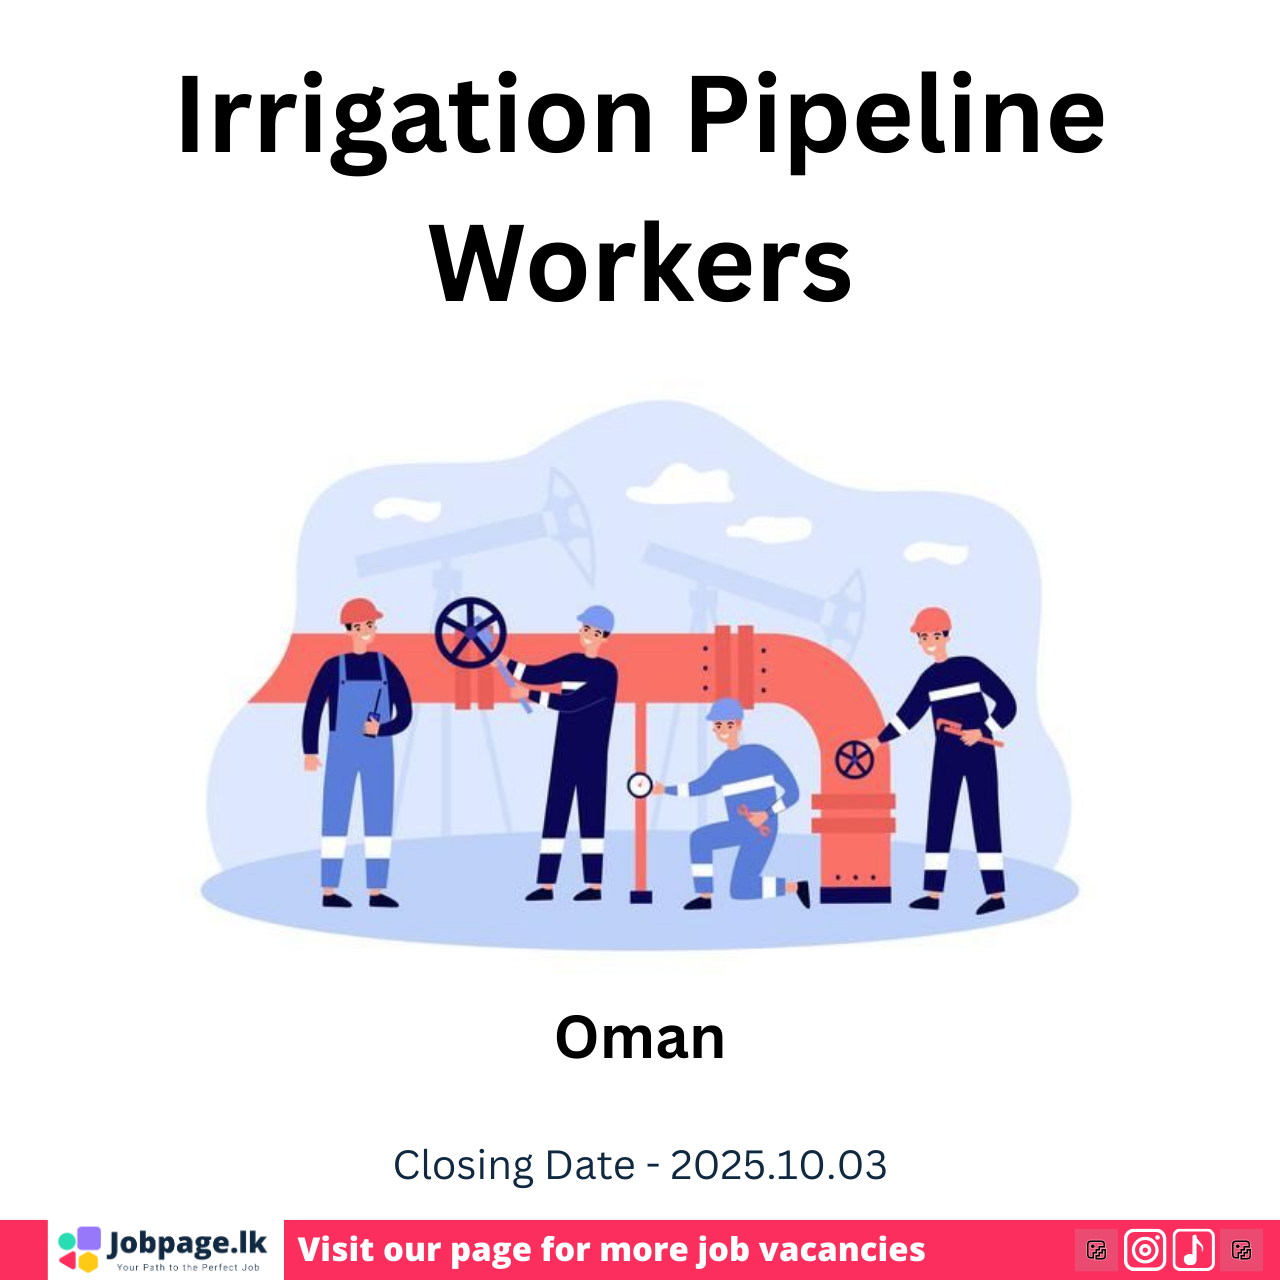 Irrigation Pipeline
Workers
Oman
Closing Date - 2025.10.03
Jobpage.lk
Your Path to the Perfect Job
Visit our page for more job vacancies